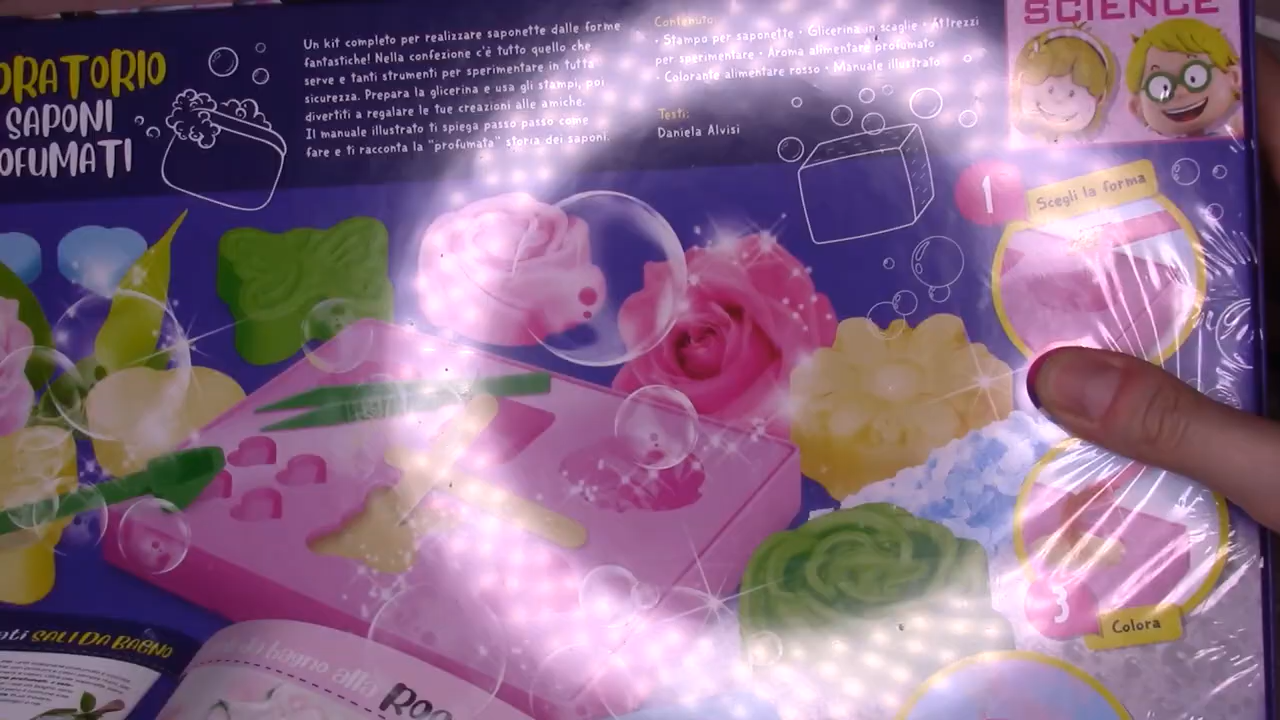 SCIENCE
ORATORIO
SAPONI
OFUMATI
Un kit completo per realizzare saponette dalle forme
fantastiche! Nella confezione c'è tutto quello che
serve e tanti strumenti per sperimentare in tutta
sicurezza. Prepara la glicerina e usa gli stampi, poi
divertiti a regalare le tue creazioni alle amiche.
Il manuale illustrato ti spiega passo passo come
fare e ti racconta la "profumata" storia dei saponi.
Contenuto:
• Stampo per saponette • Glicerina in scaglie • Attrezzi
per sperimentare • Aroma alimentare profumato
• Colorante alimentare rosso • Manuale illustrato
Testi:
Daniela Alvisi
1
Scegli la forma
3
Colora
ati SALI DA BAGNO
bagno alla